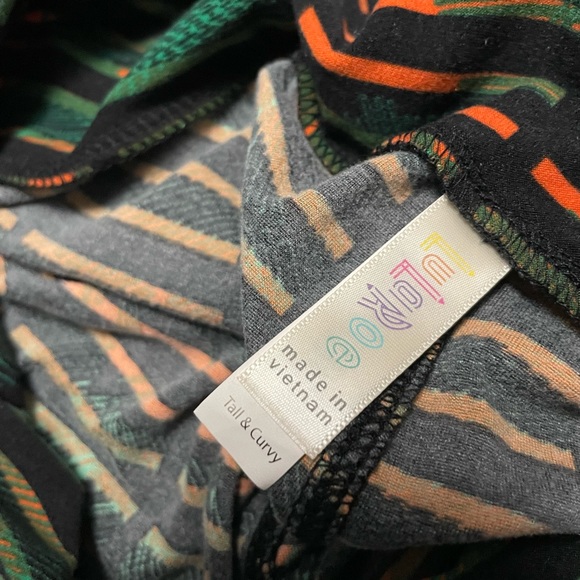 LuLaRoe
made in
vietnam
Tall & Curvy